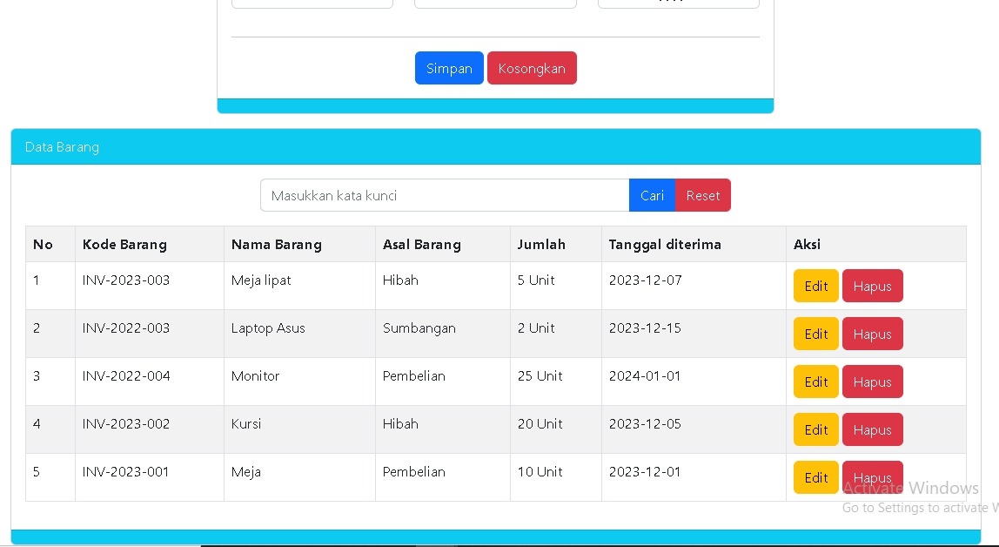 Simpan Kosongkan
Data Barang
Masukkan kata kunci Cari Reset
No Kode Barang Nama Barang Asal Barang Jumlah Tanggal diterima Aksi
1 INV-2023-003 Meja lipat Hibah 5 Unit 2023-12-07 Edit Hapus
2 INV-2022-003 Laptop Asus Sumbangan 2 Unit 2023-12-15 Edit Hapus
3 INV-2022-004 Monitor Pembelian 25 Unit 2024-01-01 Edit Hapus
4 INV-2023-002 Kursi Hibah 20 Unit 2023-12-05 Edit Hapus
5 INV-2023-001 Meja Pembelian 10 Unit 2023-12-01 Edit Hapus
Activate Windows
Go to Settings to activate W